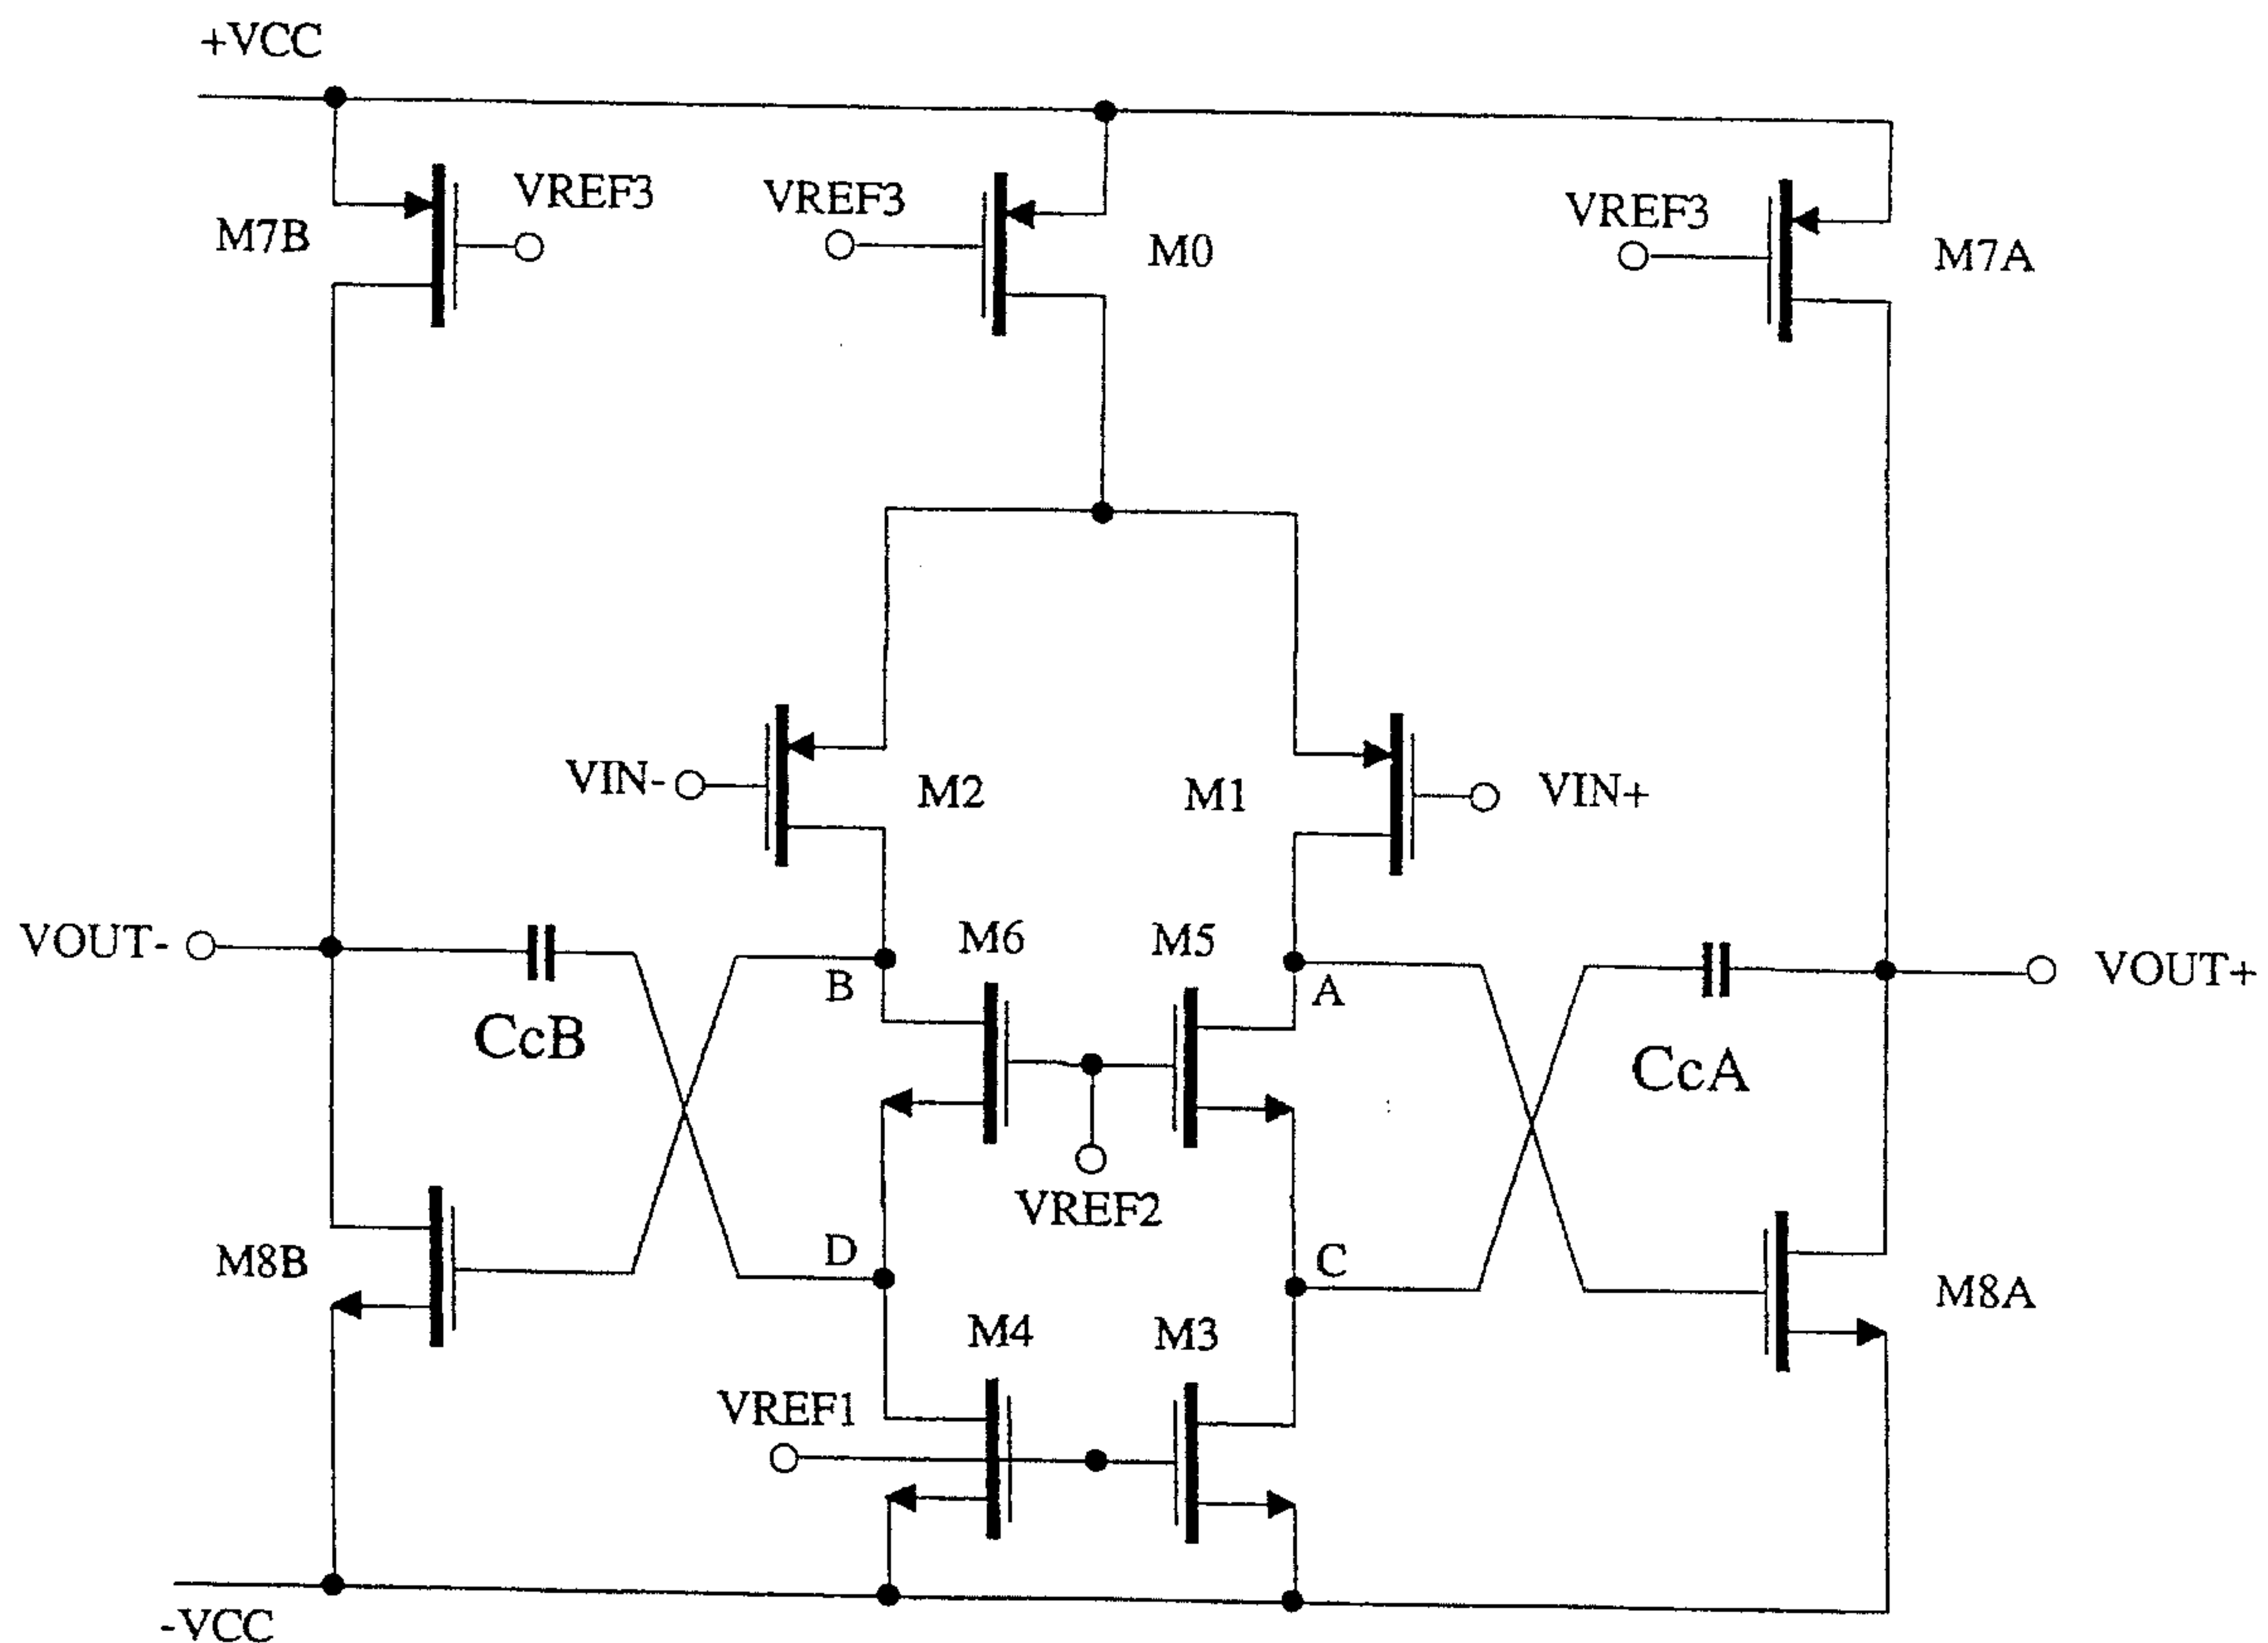 +VCC
M7B
VREF3
VREF3
M0
VREF3
M7A
VIN-
M2
M1
VIN+
VOUT-
CcB
B
M6
M5
A
CcA
VOUT+
VREF2
M8B
D
C
M8A
M4
M3
VREF1
-VCC